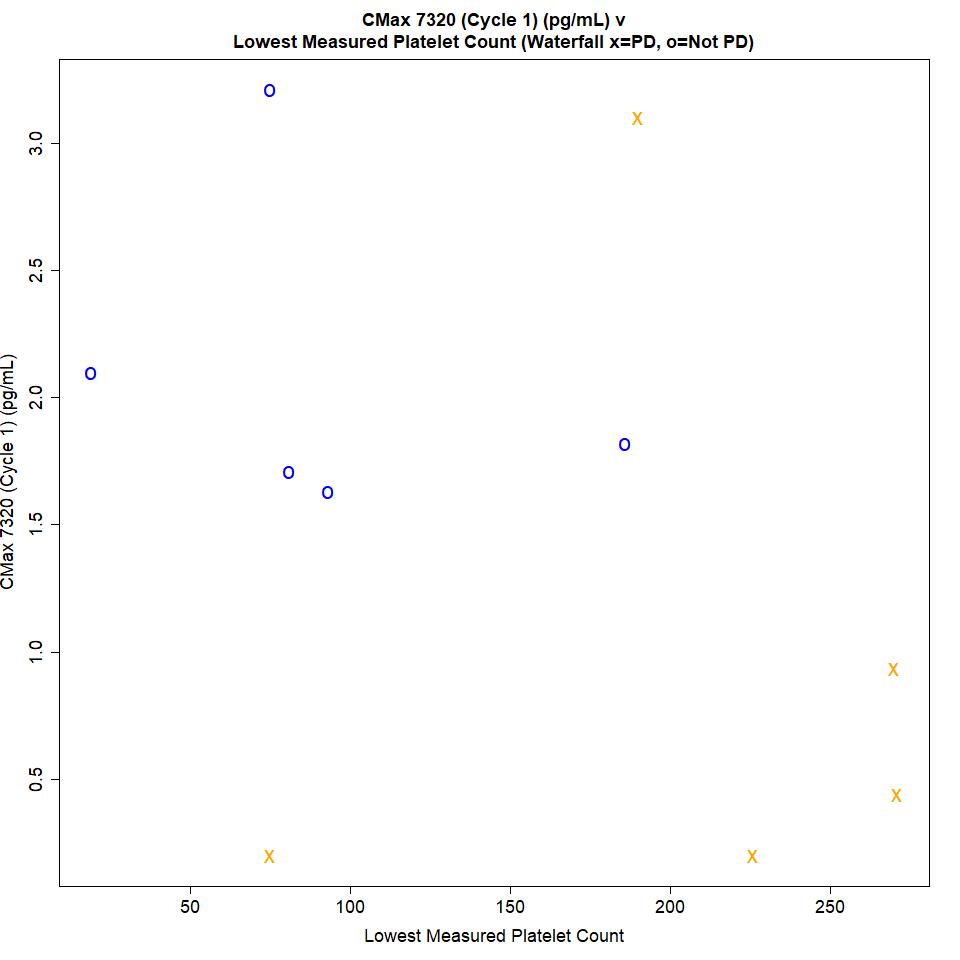 CMax 7320 (Cycle 1) (pg/mL) v
Lowest Measured Platelet Count (Waterfall x=PD, o=Not PD)
CMax 7320 (Cycle 1) (pg/mL)
3.0
2.5
2.0
1.5
1.0
0.5
O
X
O
O
O
O
X
X
X
X
50 100 150 200 250
Lowest Measured Platelet Count